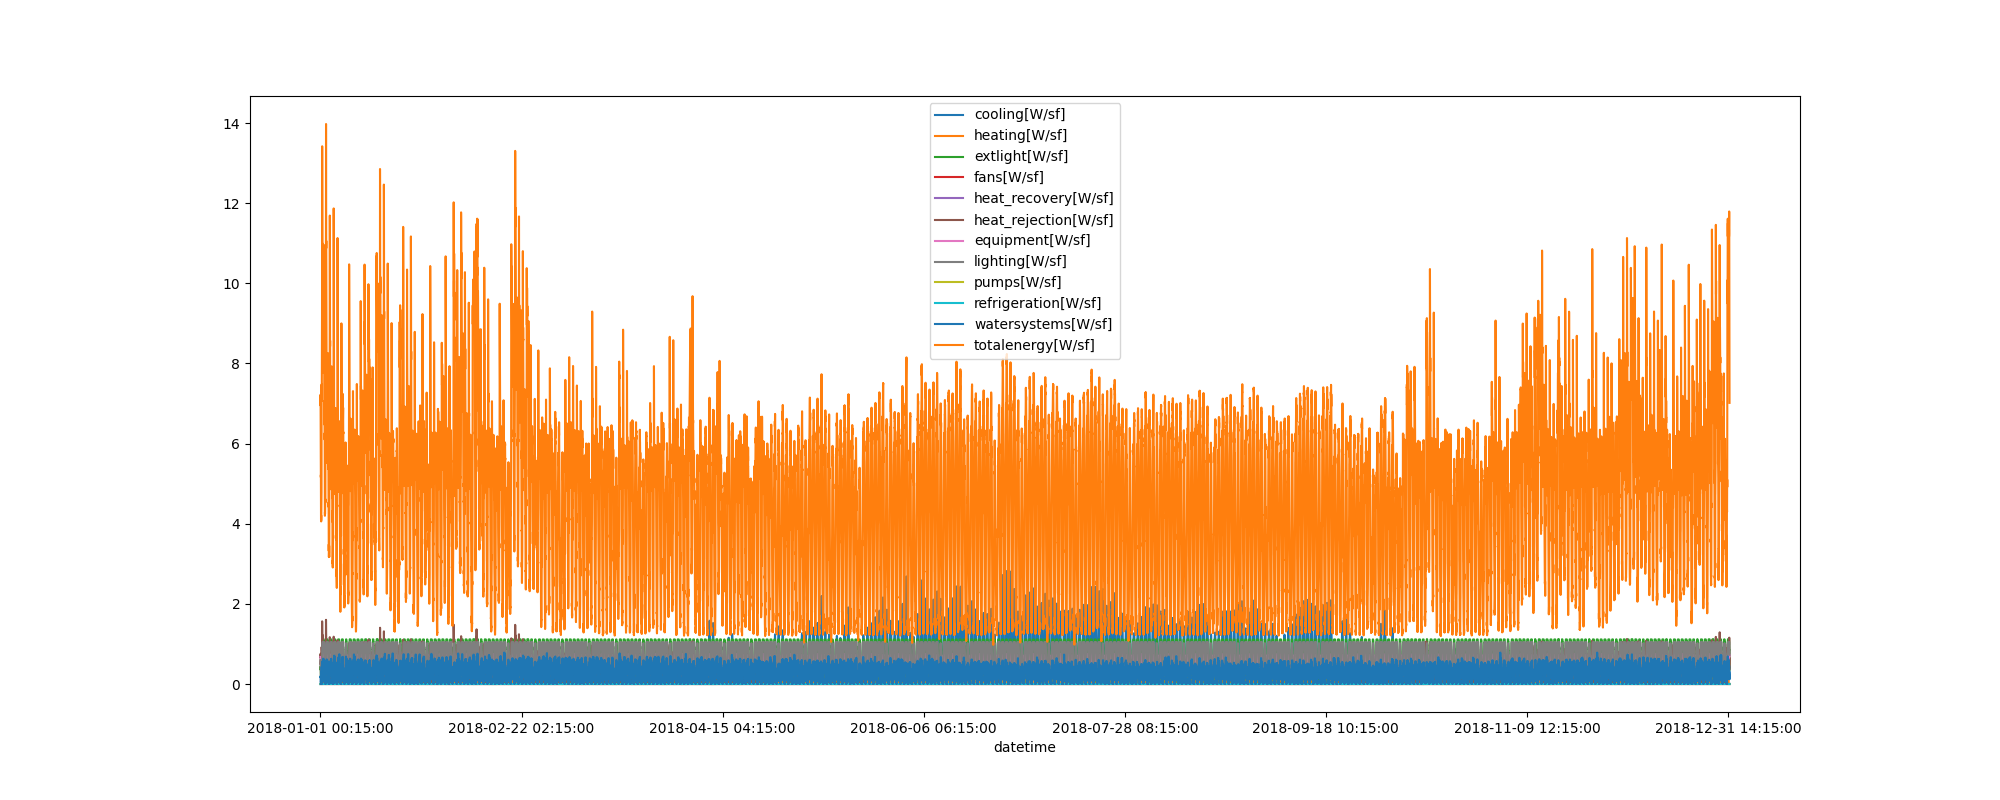 14
12
10
8
6
4
2
0
cooling[W/sf]
heating[W/sf]
extlight[W/sf]
fans[W/sf]
heat_recovery[W/sf]
heat_rejection[W/sf]
equipment[W/sf]
lighting[W/sf]
pumps[W/sf]
refrigeration[W/sf]
watersystems[W/sf]
totalenergy[W/sf]
2018-01-01 00:15:00
2018-02-22 02:15:00
2018-04-15 04:15:00
2018-06-06 06:15:00
2018-07-28 08:15:00
2018-09-18 10:15:00
2018-11-09 12:15:00
2018-12-31 14:15:00
datetime